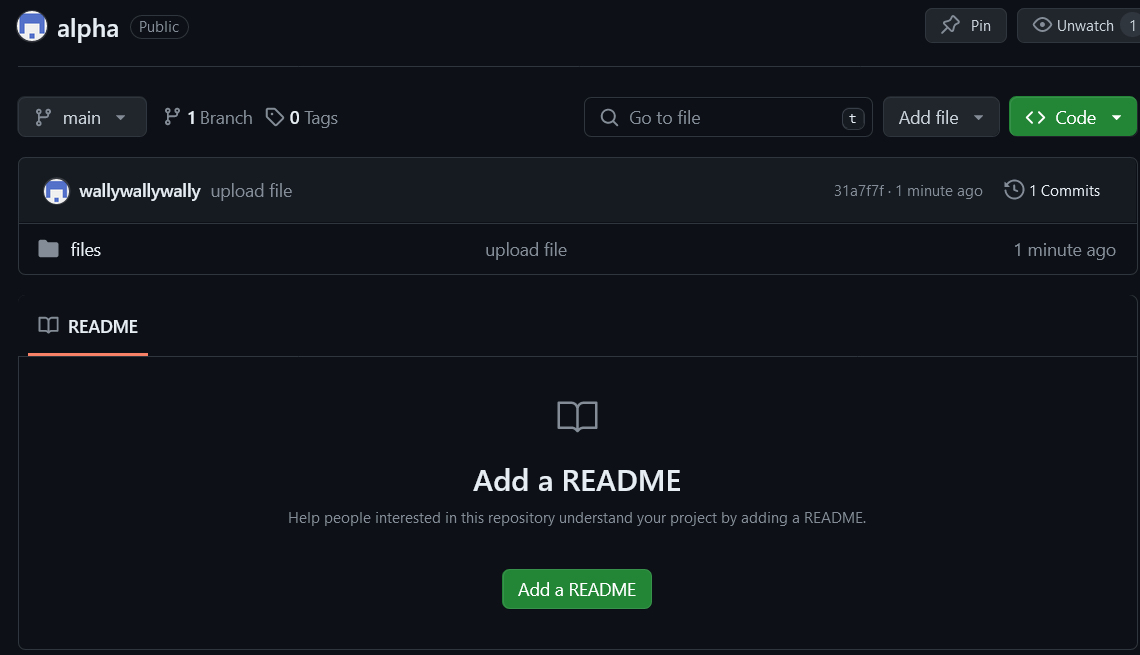 alpha Public Pin Unwatch 1
main 1 Branch 0 Tags Go to file t Add file Code
wallywallywally upload file 31a7f7f · 1 minute ago 1 Commits
files upload file 1 minute ago
README
Add a README
Help people interested in this repository understand your project by adding a README.
Add a README